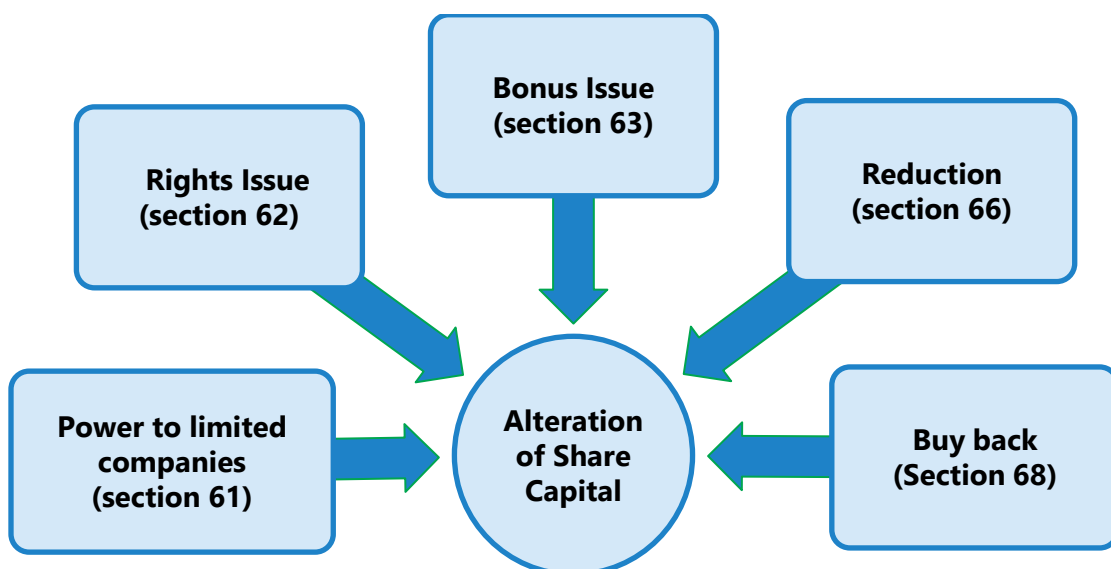 Bonus Issue
(section 63)
Rights Issue
(section 62)
Reduction
(section 66)
Power to limited
companies
(section 61)
Alteration
of Share
Capital
Buy back
(Section 68)